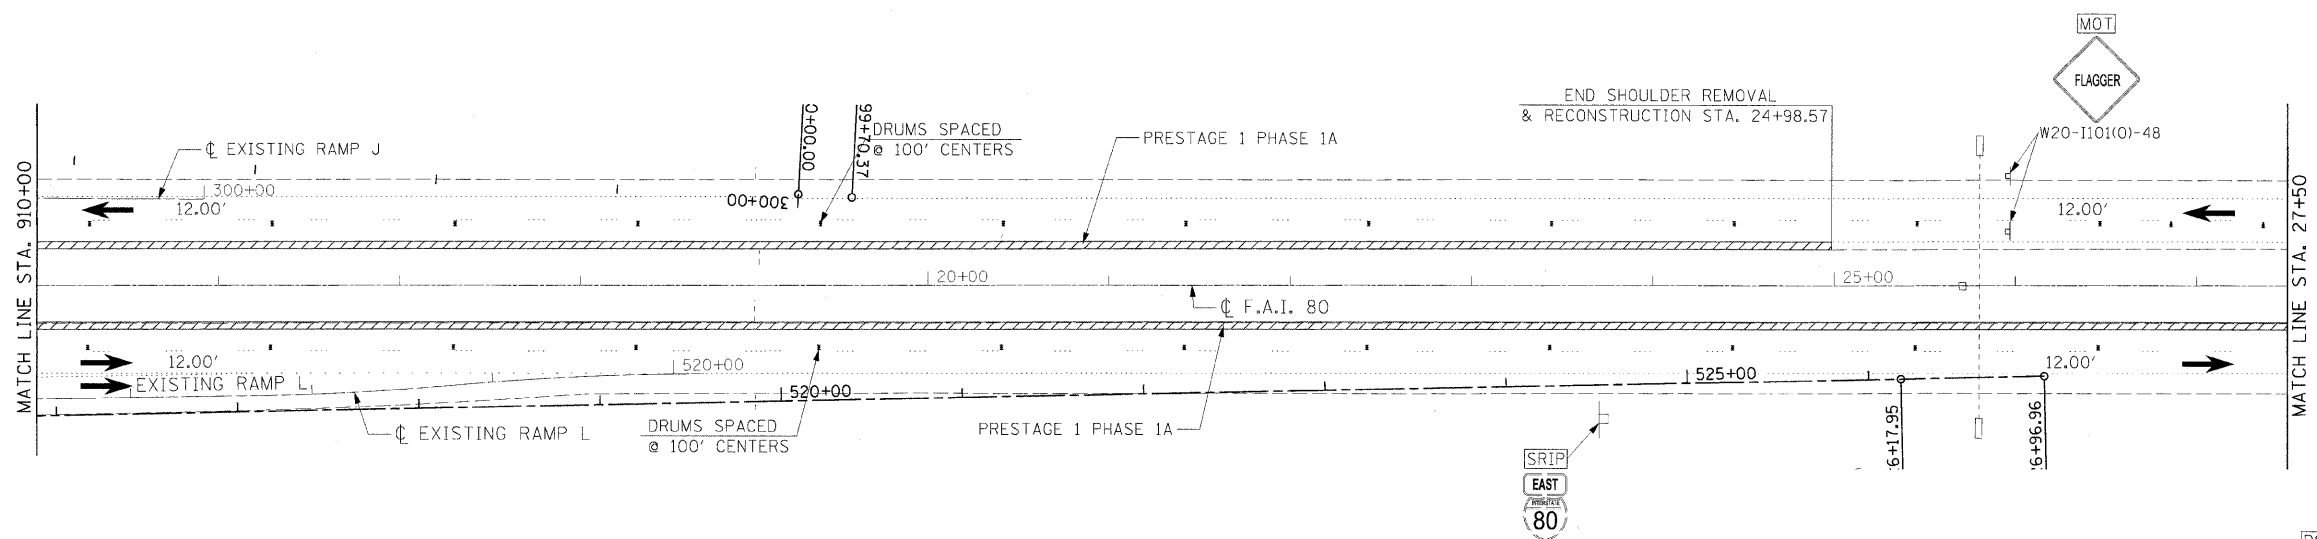 MOT
FLAGGER
W20-I101(O)-48
END SHOULDER REMOVAL
& RECONSTRUCTION STA. 24+98.57
0+00.00
99+70.37
DRUMS SPACED
@ 100' CENTERS
PRESTAGE 1 PHASE 1A
℄ EXISTING RAMP J
300+00
12.00'
300+00
12.00'
MATCH LINE STA. 910+00
MATCH LINE STA. 27+50
20+00
25+00
℄ F.A.I. 80
12.00'
EXISTING RAMP L
520+00
520+00
525+00
12.00'
℄ EXISTING RAMP L
DRUMS SPACED
@ 100' CENTERS
PRESTAGE 1 PHASE 1A
6+17.95
6+96.96
SRIP
EAST
INTERSTATE
80